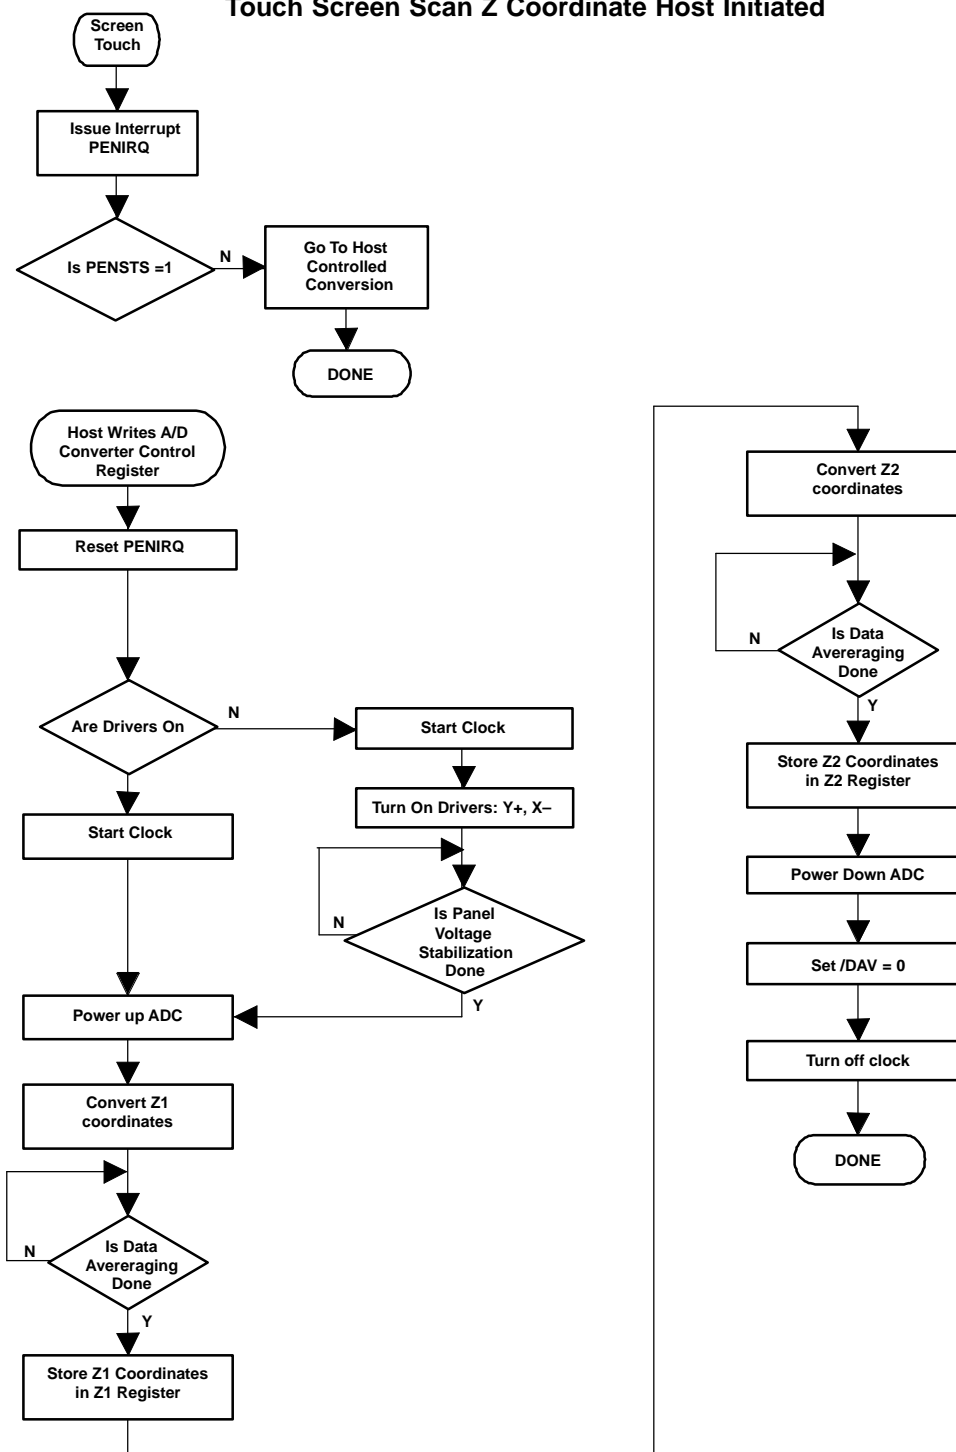 Touch Screen Scan Z Coordinate Host Initiated
Screen
Touch
Issue Interrupt
PENIRQ
Is PENSTS =1
N
Go To Host
Controlled
Conversion
DONE
Host Writes A/D
Converter Control
Register
Reset PENIRQ
Are Drivers On
N
Start Clock
Turn On Drivers: Y+, X–
Start Clock
N
Is Panel
Voltage
Stabilization
Done
Y
Power up ADC
Convert Z1
coordinates
N
Is Data
Avereraging
Done
Y
Store Z1 Coordinates
in Z1 Register
Convert Z2
coordinates
N
Is Data
Avereraging
Done
Y
Store Z2 Coordinates
in Z2 Register
Power Down ADC
Set /DAV = 0
Turn off clock
DONE